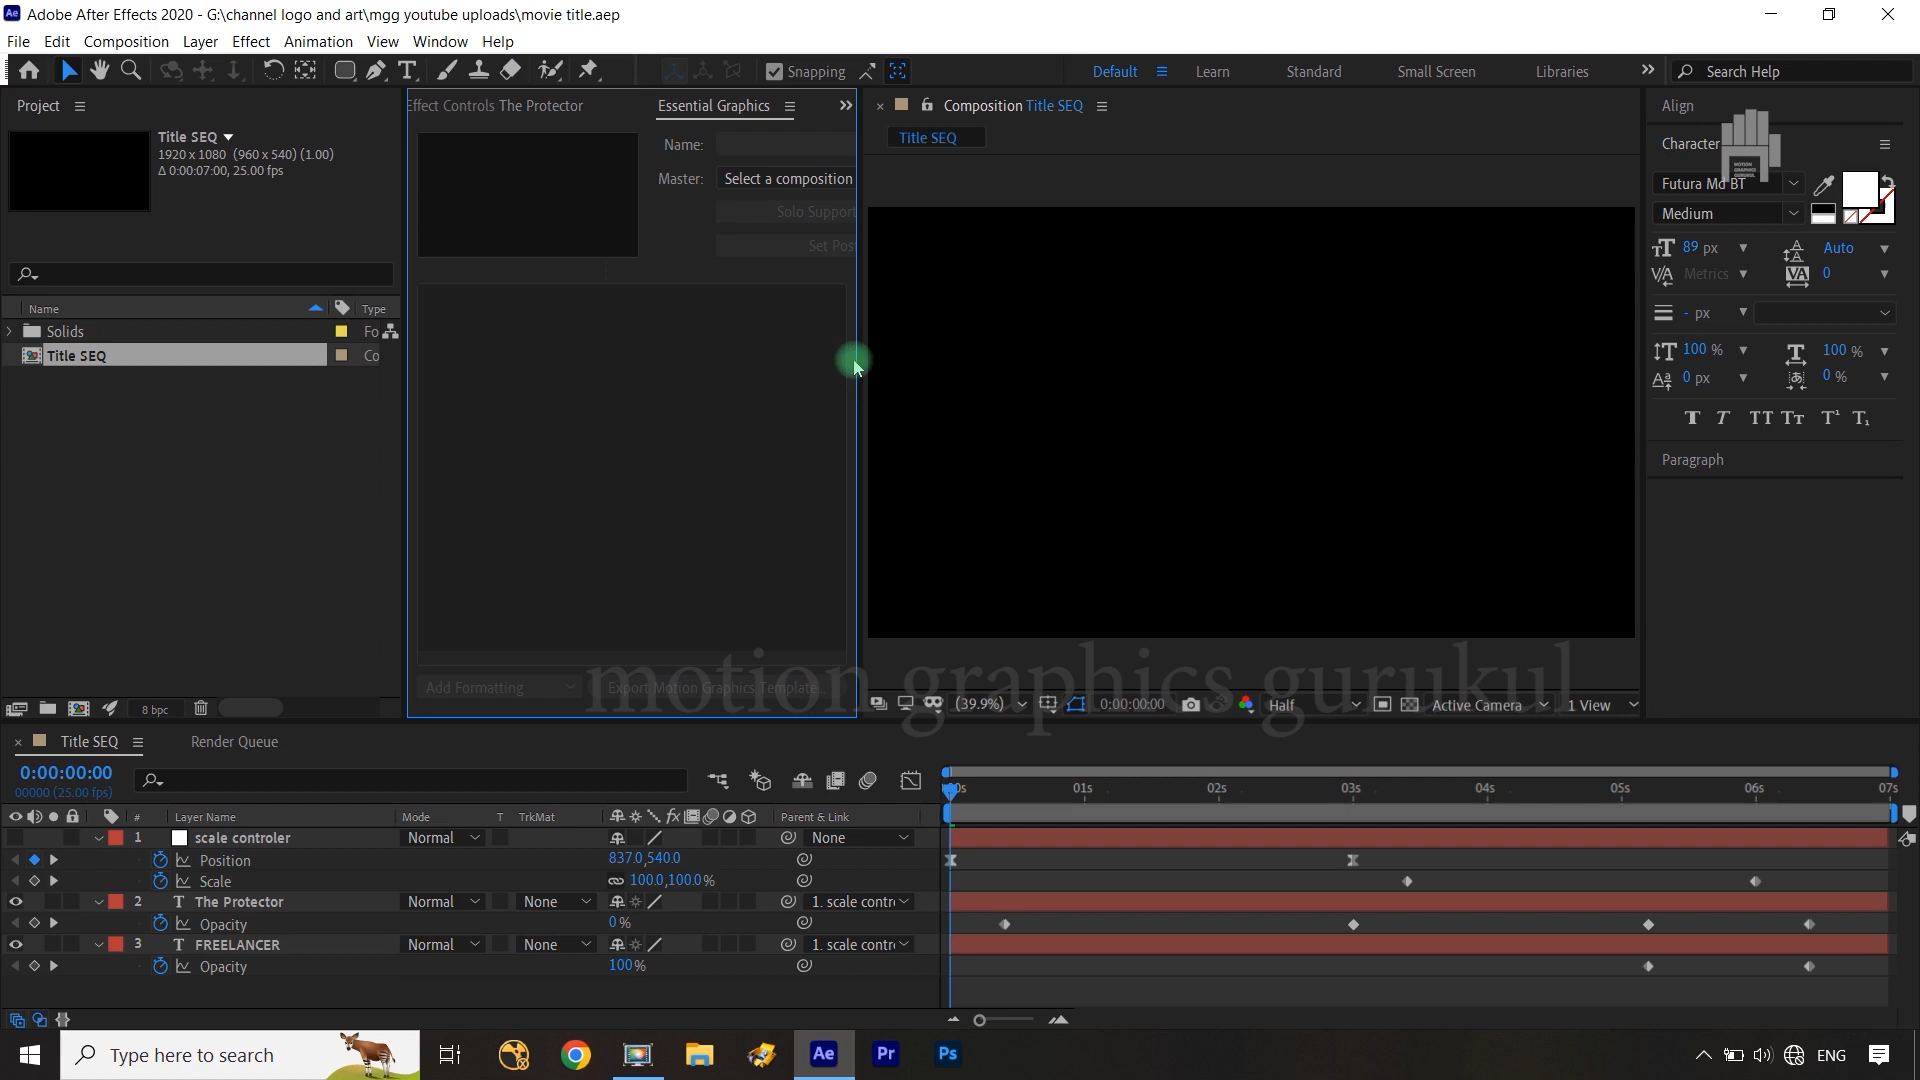 Adobe After Effects 2020 - G:\channel logo and art\mgg youtube uploads\movie title.aep
File Edit Composition Layer Effect Animation View Window Help
Snapping
Default Learn Standard Small Screen Libraries Search Help
Project
Title SEQ
1920 x 1080 (960 x 540) (1.00)
Δ 0:00:07:00, 25.00 fps
Name Type
Solids Fo
Title SEQ Co
8 bpc
Effect Controls The Protector Essential Graphics
Name:
Master: Select a composition
Solo Support
Set Pos
Add Formatting Export Motion Graphics Template...
Composition Title SEQ
Title SEQ
motion graphics gurukul
(39.9%) 0:00:00:00 Half Active Camera 1 View
Align
Character
MOTION GRAPHICS GURUKUL
Futura Md BT
Medium
89 px Auto
Metrics 0
- px
100 % 100 %
0 px 0 %
Paragraph
Title SEQ Render Queue
0:00:00:00
00000 (25.00 fps)
# Layer Name Mode T TrkMat Parent & Link
01s 02s 03s 04s 05s 06s 07s
1 scale controler Normal None
Position 837.0,540.0
Scale 100.0,100.0%
2 The Protector Normal None 1. scale contr
Opacity 0%
3 FREELANCER Normal None 1. scale contr
Opacity 100%
Type here to search
Ae Pr Ps
ENG